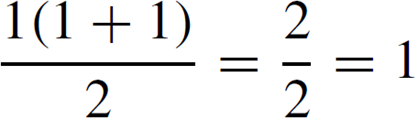 1(1 + 1)/2 = 2/2 = 1